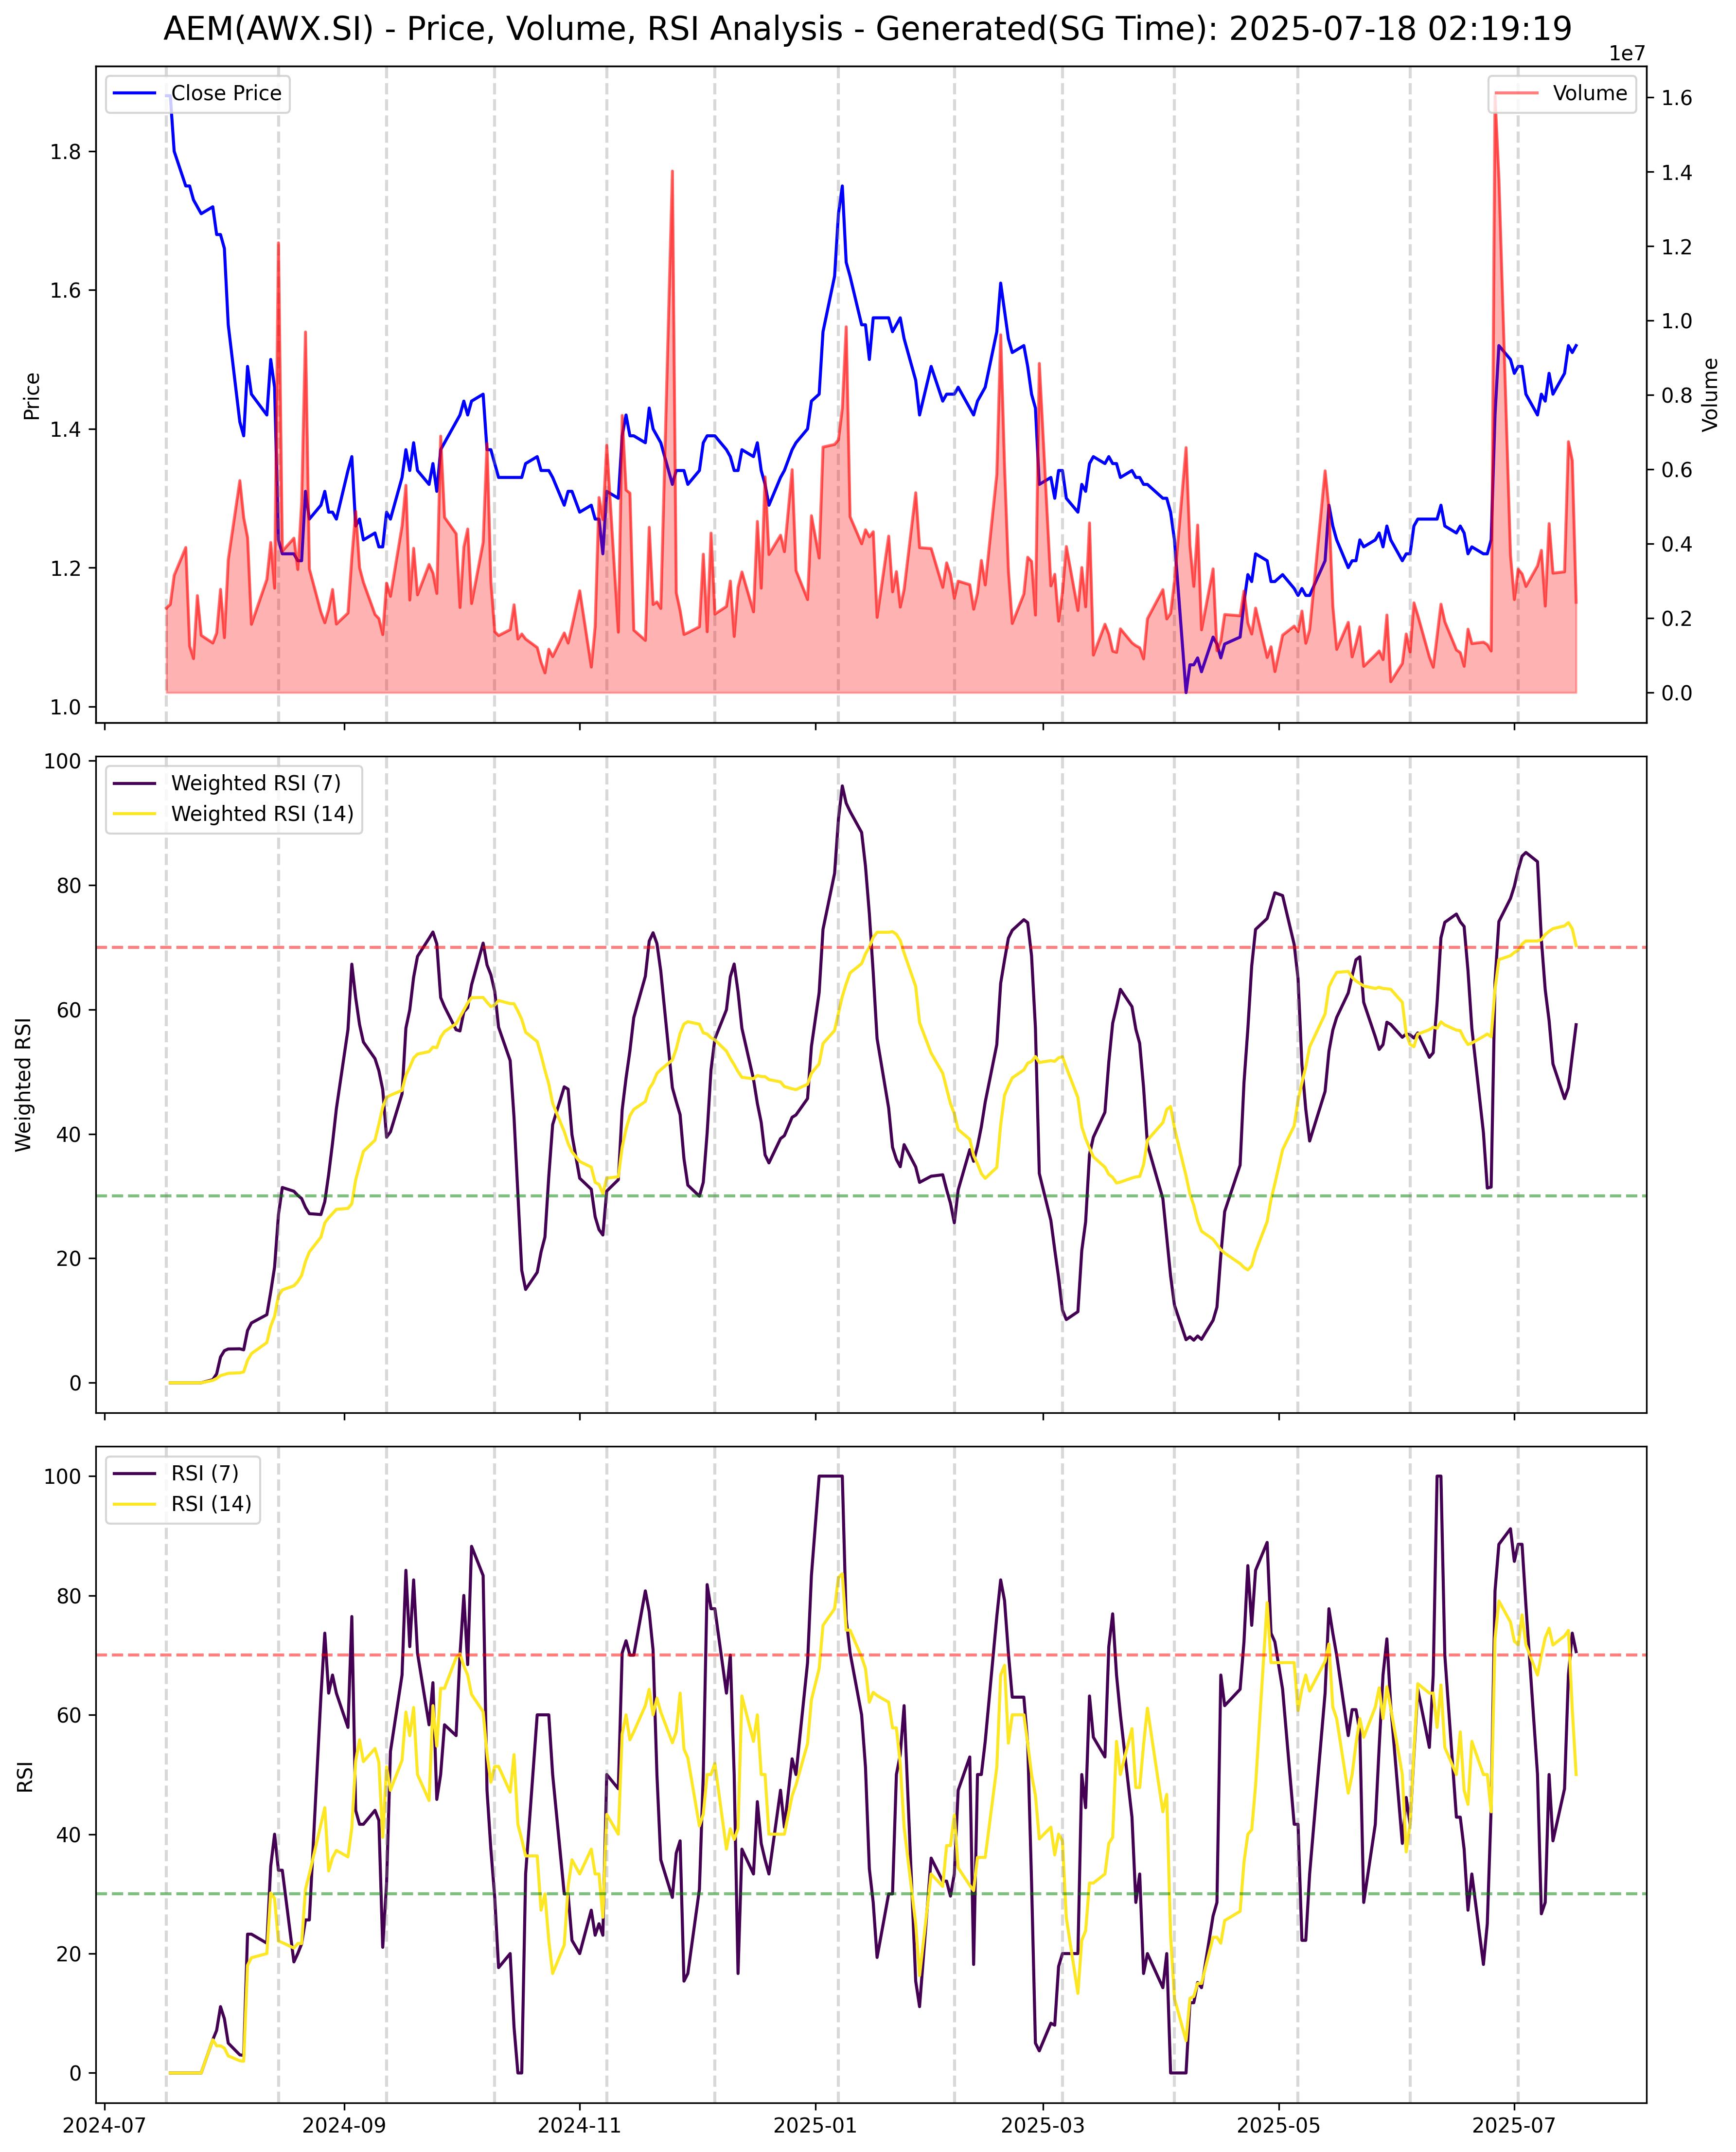 AEM(AWX.SI) - Price, Volume, RSI Analysis - Generated(SG Time): 2025-07-18 02:19:19
1e7
Close Price
Volume
1.8
1.6
1.4
1.2
1.0
Price
1.6
1.4
1.2
1.0
0.8
0.6
0.4
0.2
0.0
Volume
Weighted RSI (7)
Weighted RSI (14)
100
80
60
40
20
0
Weighted RSI
RSI (7)
RSI (14)
100
80
60
40
20
0
RSI
2024-07
2024-09
2024-11
2025-01
2025-03
2025-05
2025-07